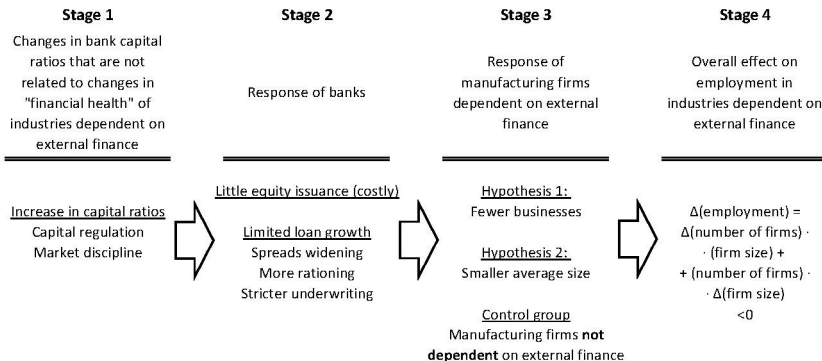 Stage 1
Changes in bank capital
ratios that are not
related to changes in
"financial health" of
industries dependent on
external finance
Increase in capital ratios
Capital regulation
Market discipline
Stage 2
Response of banks
Little equity issuance (costly)
Limited loan growth
Spreads widening
More rationing
Stricter underwriting
Stage 3
Response of
manufacturing firms
dependent on external
finance
Hypothesis 1:
Fewer businesses
Hypothesis 2:
Smaller average size
Control group
Manufacturing firms not
dependent on external finance
Stage 4
Overall effect on
employment in
industries dependent on
external finance
Δ(employment) =
Δ(number of firms) ·
· (firm size) +
+ (number of firms) ·
· Δ(firm size)
<0